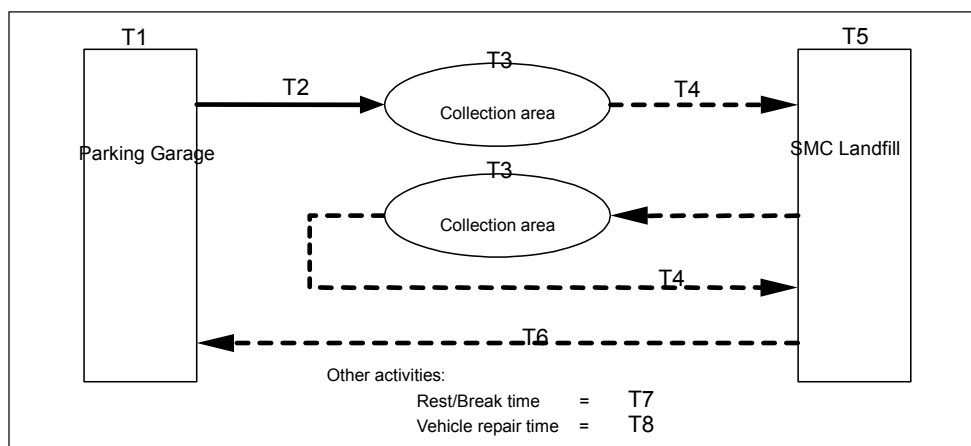 T1
T5
T3
T2
T4
Collection area
Parking Garage
SMC Landfill
T3
Collection area
T4
T6
Other activities:
Rest/Break time = T7
Vehicle repair time = T8